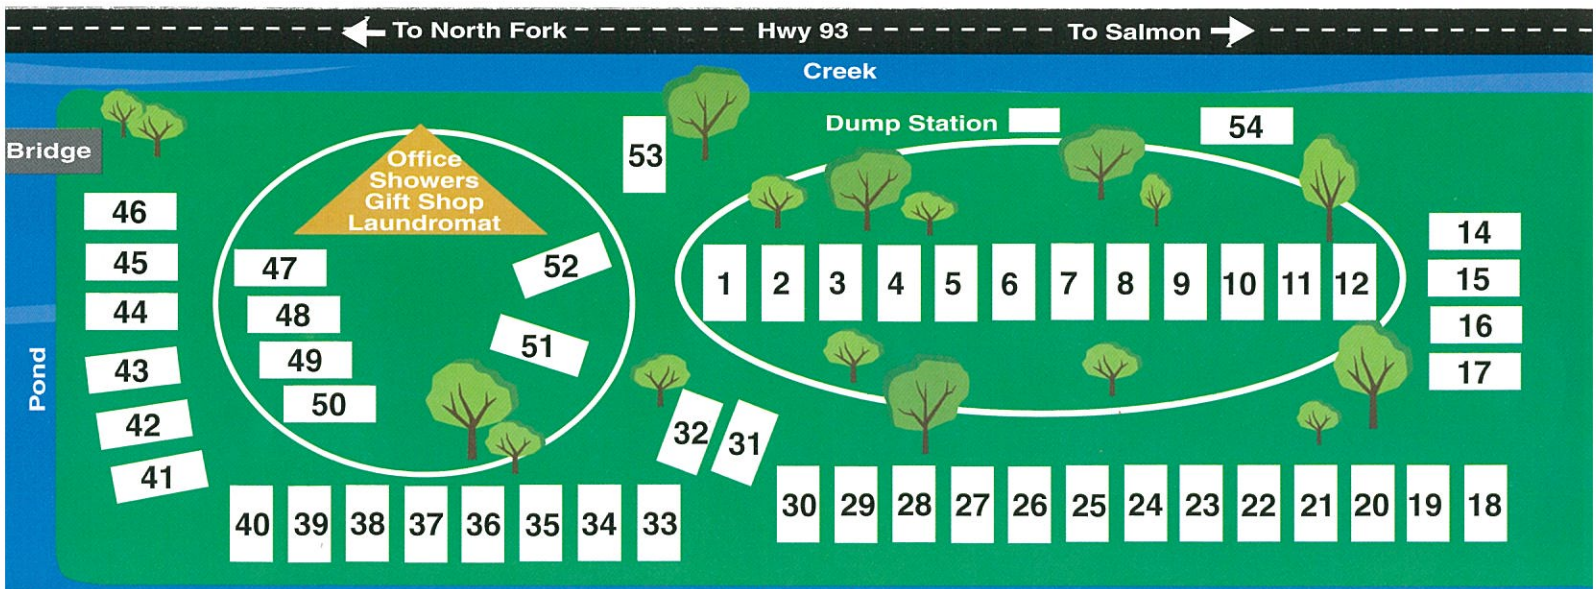 To North Fork
Hwy 93
To Salmon
Creek
Bridge
Pond
Office
Showers
Gift Shop
Laundromat
Dump Station
53
54
46
45
44
43
42
41
47
48
49
50
52
51
1 2 3 4 5 6 7 8 9 10 11 12
14
15
16
17
32 31
40 39 38 37 36 35 34 33
30 29 28 27 26 25 24 23 22 21 20 19 18